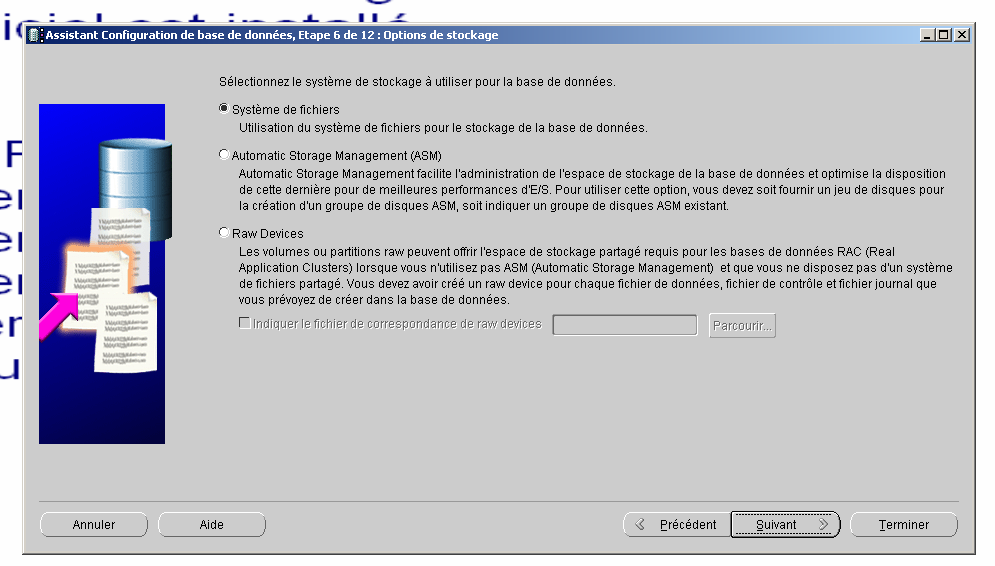 iciel est installé
Assistant Configuration de base de données, Etape 6 de 12 : Options de stockage
Sélectionnez le système de stockage à utiliser pour la base de données.
Système de fichiers
Utilisation du système de fichiers pour le stockage de la base de données.
Automatic Storage Management (ASM)
Automatic Storage Management facilite l'administration de l'espace de stockage de la base de données et optimise la disposition
de cette dernière pour de meilleures performances d'E/S. Pour utiliser cette option, vous devez soit fournir un jeu de disques pour
la création d'un groupe de disques ASM, soit indiquer un groupe de disques ASM existant.
Raw Devices
Les volumes ou partitions raw peuvent offrir l'espace de stockage partagé requis pour les bases de données RAC (Real
Application Clusters) lorsque vous n'utilisez pas ASM (Automatic Storage Management) et que vous ne disposez pas d'un système
de fichiers partagé. Vous devez avoir créé un raw device pour chaque fichier de données, fichier de contrôle et fichier journal que
vous prévoyez de créer dans la base de données.
Indiquer le fichier de correspondance de raw devices
Parcourir...
Annuler
Aide
Précédent
Suivant
Terminer